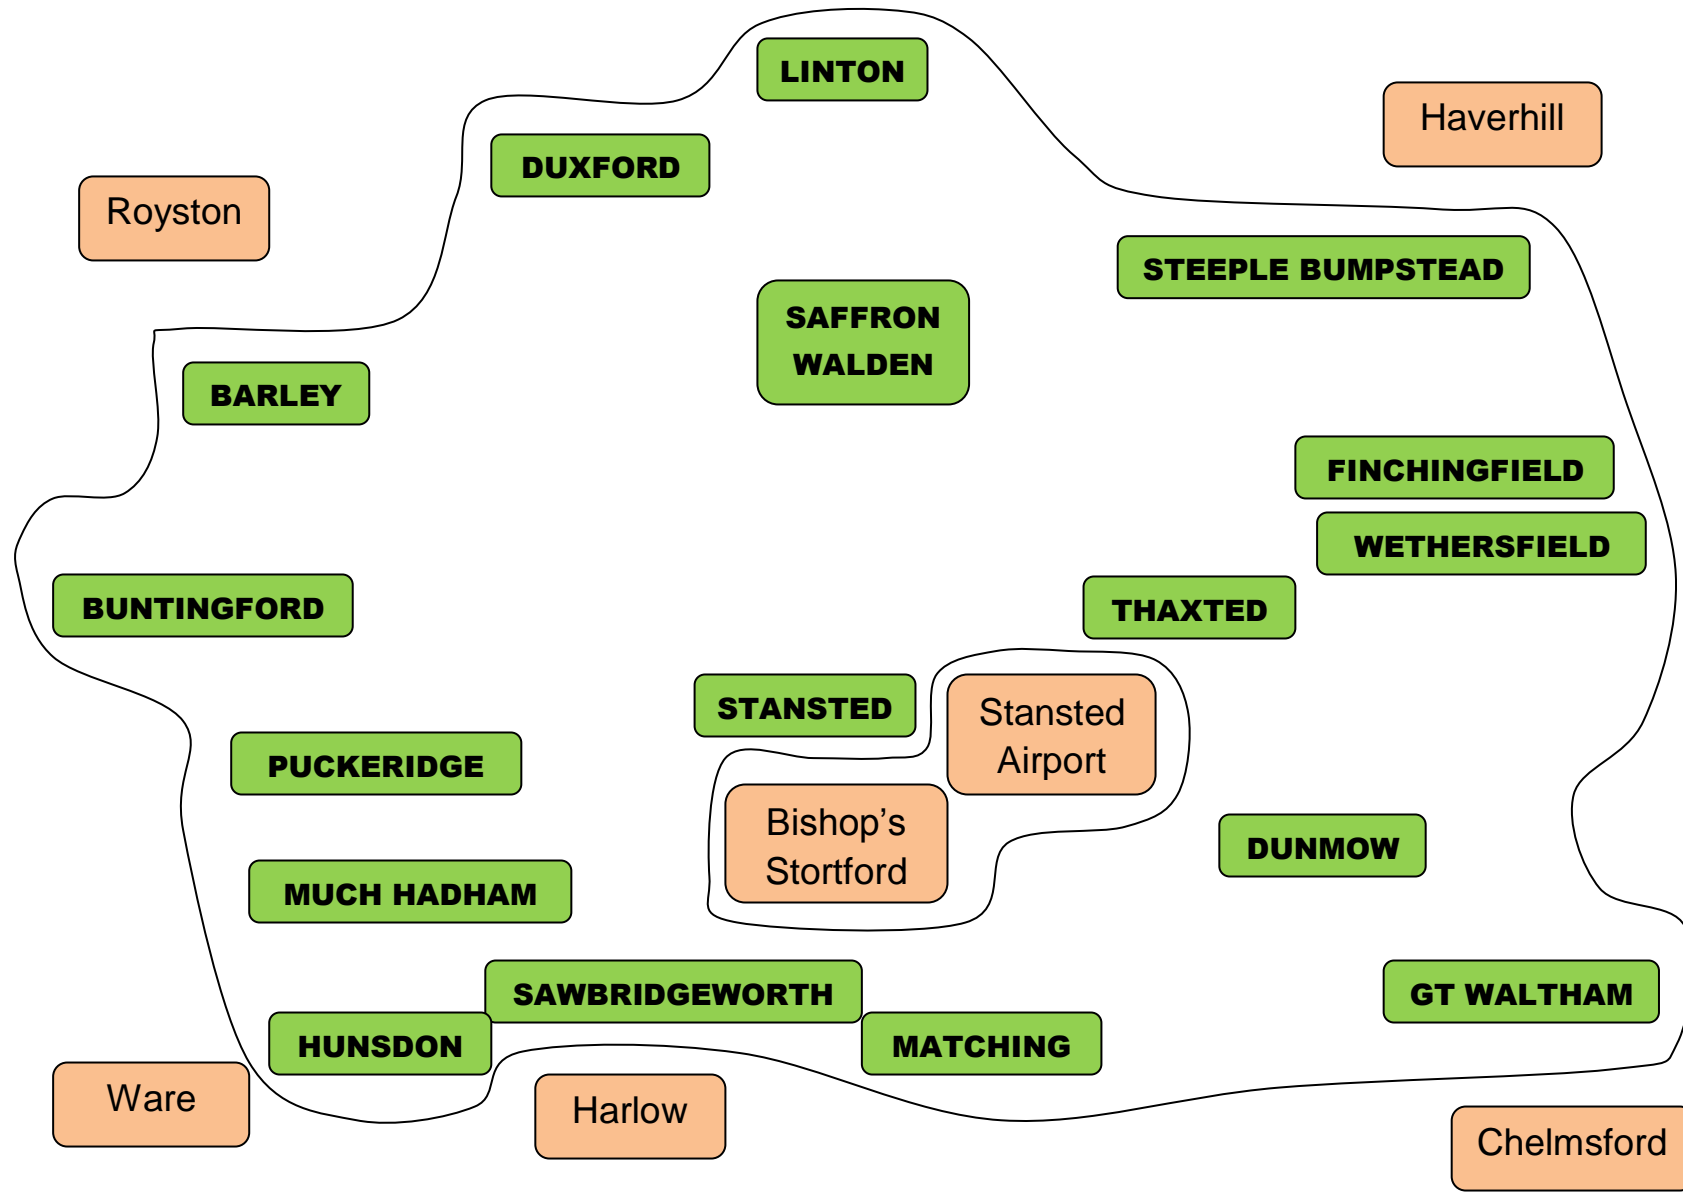 LINTON
Haverhill
DUXFORD
Royston
STEEPLE BUMPSTEAD
SAFFRON
WALDEN
BARLEY
FINCHINGFIELD
WETHERSFIELD
BUNTINGFORD
THAXTED
STANSTED
Stansted
Airport
PUCKERIDGE
Bishop’s
Stortford
DUNMOW
MUCH HADHAM
SAWBRIDGEWORTH
GT WALTHAM
HUNSDON
MATCHING
Ware
Harlow
Chelmsford